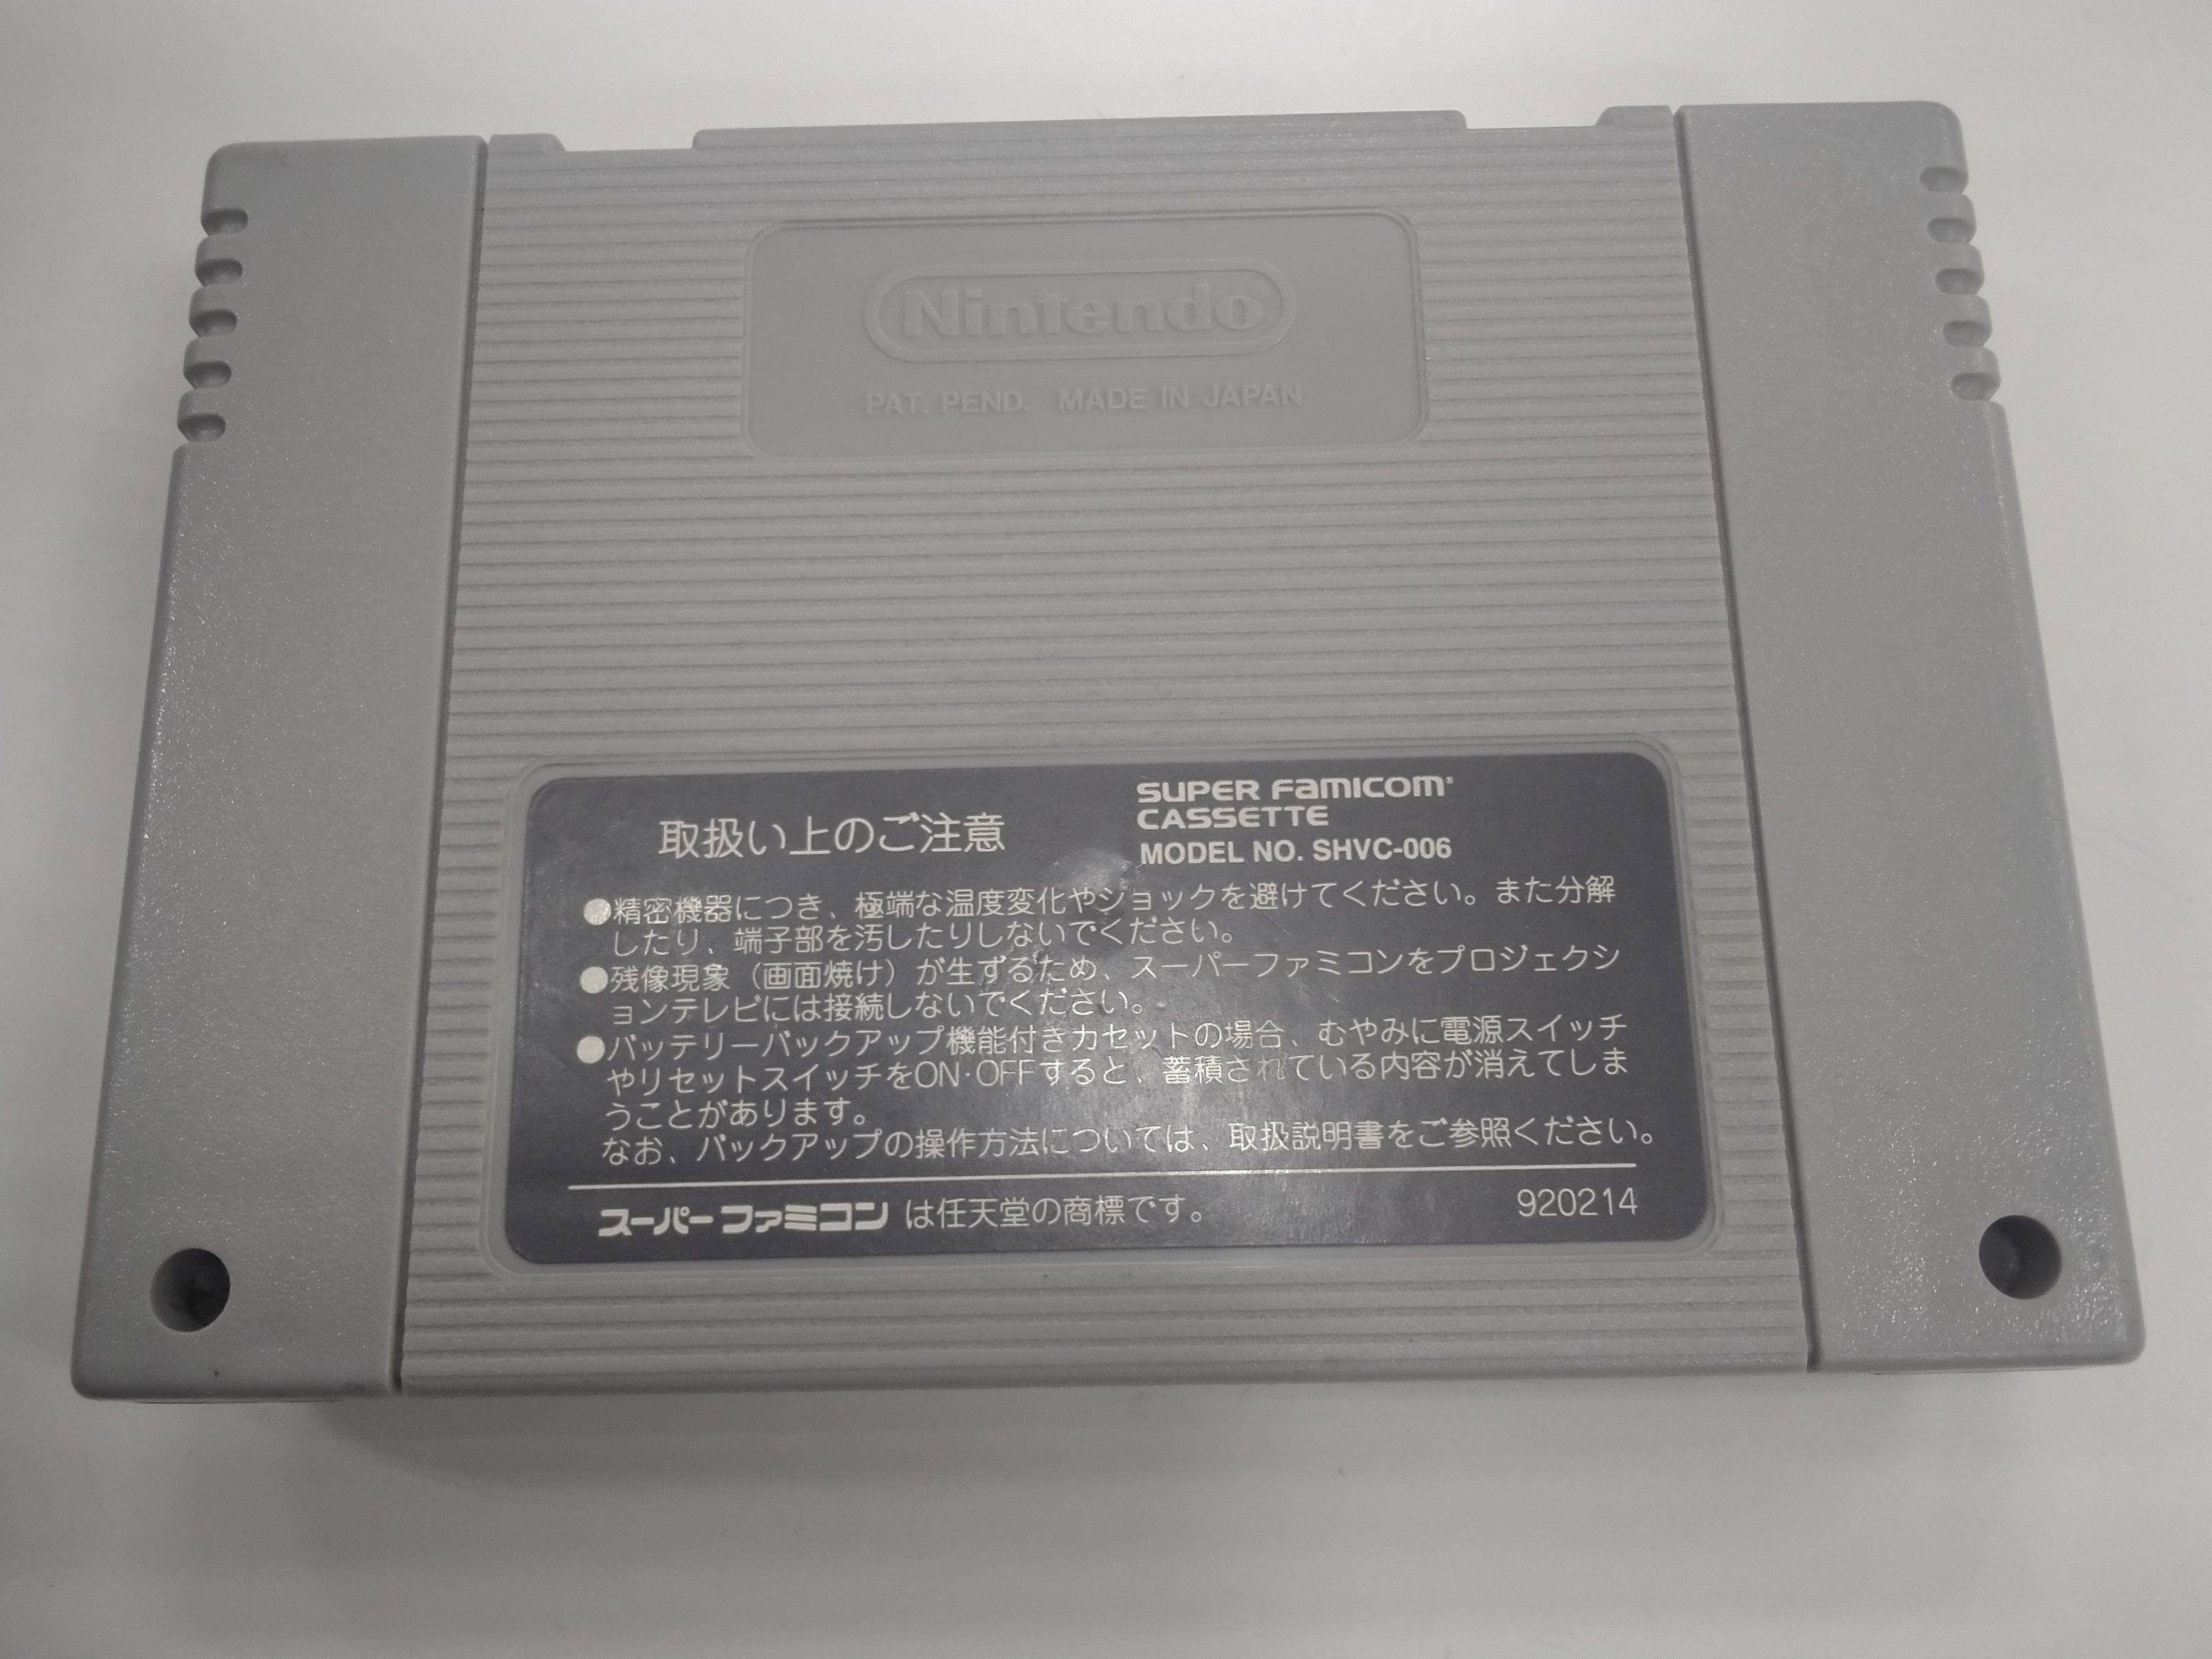 Nintendo
PAT. PEND. MADE IN JAPAN
取扱い上のご注意
SUPER FAMICOM®
CASSETTE
MODEL NO. SHVC-006
●精密機器につき、極端な温度変化やショックを避けてください。また分解
したり、端子部を汚したりしないでください。
●残像現象（画面焼け）が生ずるため、スーパーファミコンをプロジェクシ
ョンテレビには接続しないでください。
●バッテリーバックアップ機能付きカセットの場合、むやみに電源スイッチ
やリセットスイッチをON·OFFすると、蓄積されている内容が消えてしま
うことがあります。
なお、バックアップの操作方法については、取扱説明書をご参照ください。
スーパーファミコン は任天堂の商標です。
920214